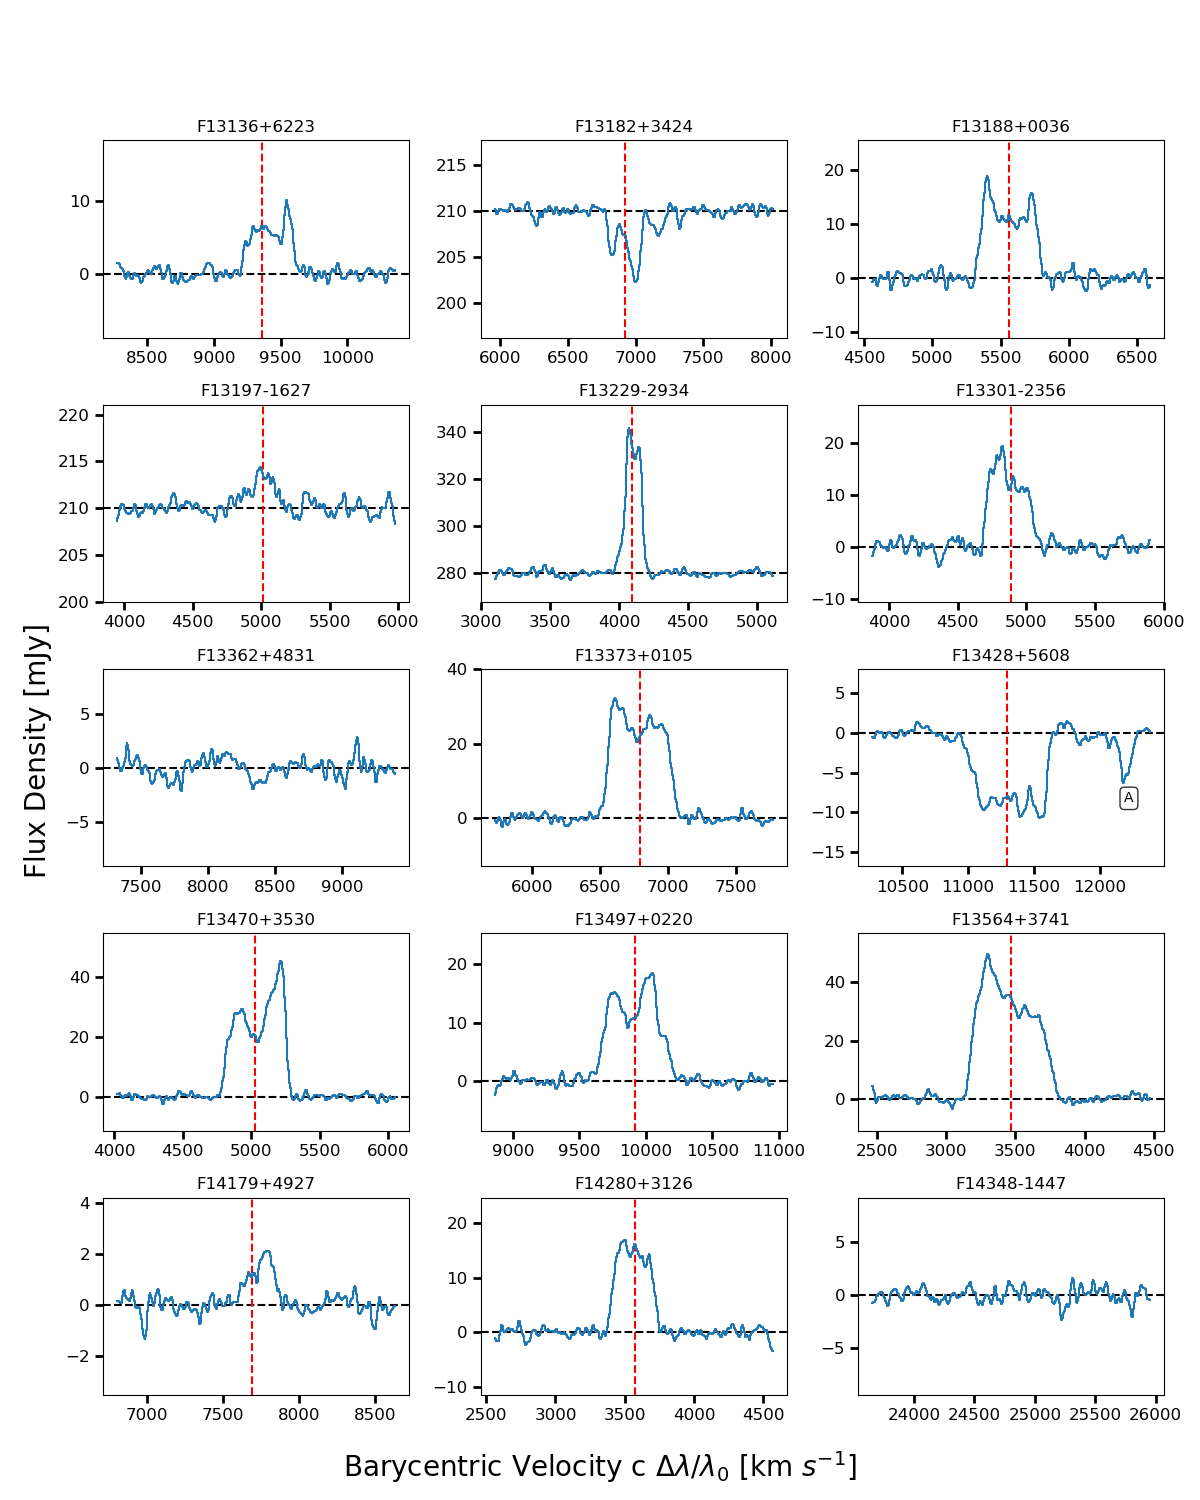 F13136+6223
F13182+3424
F13188+0036
10
0
8500 9000 9500 10000
215
210
205
200
6000 6500 7000 7500 8000
20
10
0
−10
4500 5000 5500 6000 6500
F13197-1627
F13229-2934
F13301-2356
220
215
210
205
200
4000 4500 5000 5500 6000
340
320
300
280
3000 3500 4000 4500 5000
20
10
0
−10
4000 4500 5000 5500 6000
Flux Density [mJy]
F13362+4831
F13373+0105
F13428+5608
5
0
−5
7500 8000 8500 9000
40
20
0
6000 6500 7000 7500
5
0
−5
−10
−15
A
10500 11000 11500 12000
F13470+3530
F13497+0220
F13564+3741
40
20
0
4000 4500 5000 5500 6000
20
10
0
9000 9500 10000 10500 11000
40
20
0
2500 3000 3500 4000 4500
F14179+4927
F14280+3126
F14348-1447
4
2
0
−2
7000 7500 8000 8500
20
10
0
−10
2500 3000 3500 4000 4500
5
0
−5
24000 24500 25000 25500 26000
Barycentric Velocity c Δλ/λ₀ [km s⁻¹]